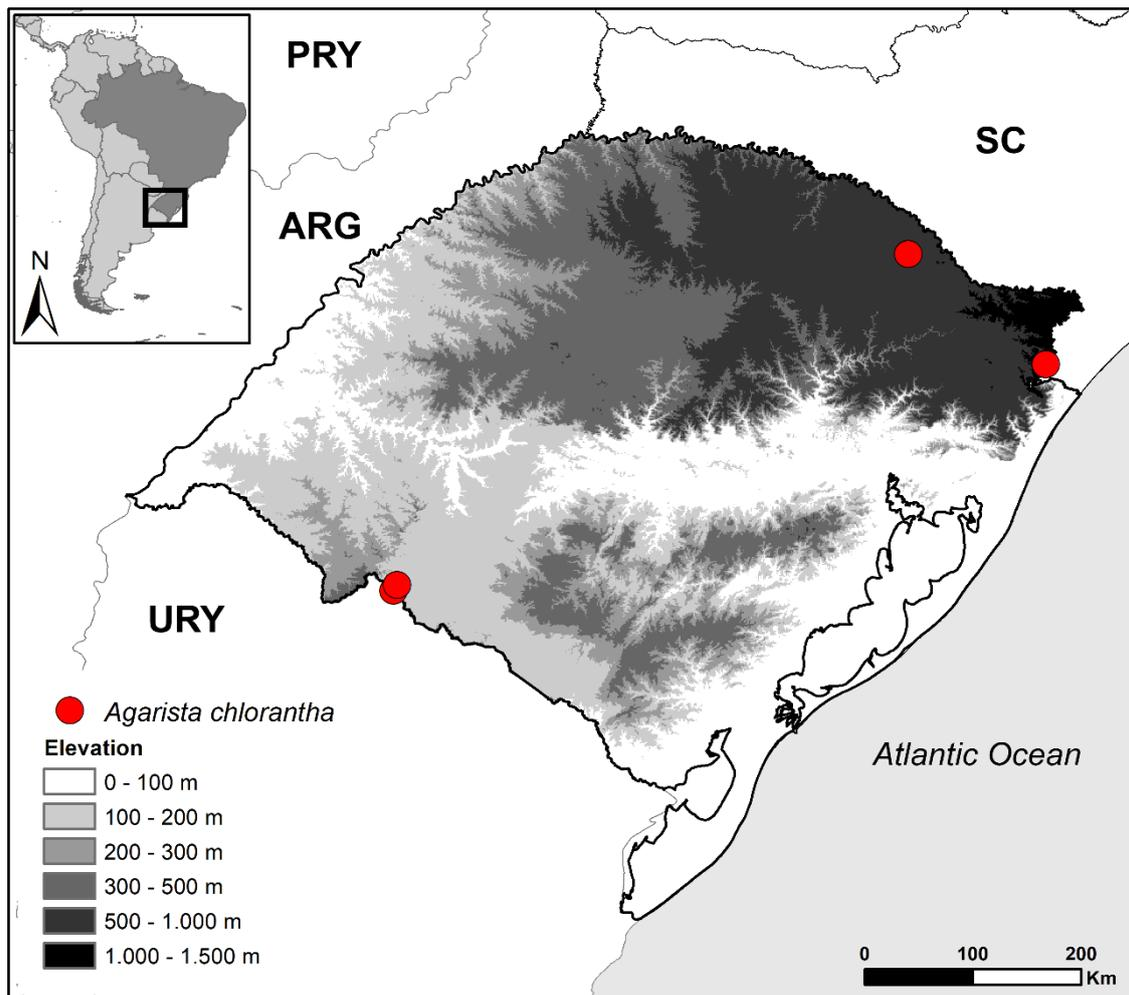 PRY
SC
ARG
N
URY
Agarista chlorantha
Elevation
0 - 100 m
100 - 200 m
200 - 300 m
300 - 500 m
500 - 1.000 m
1.000 - 1.500 m
Atlantic Ocean
0 100 200
Km